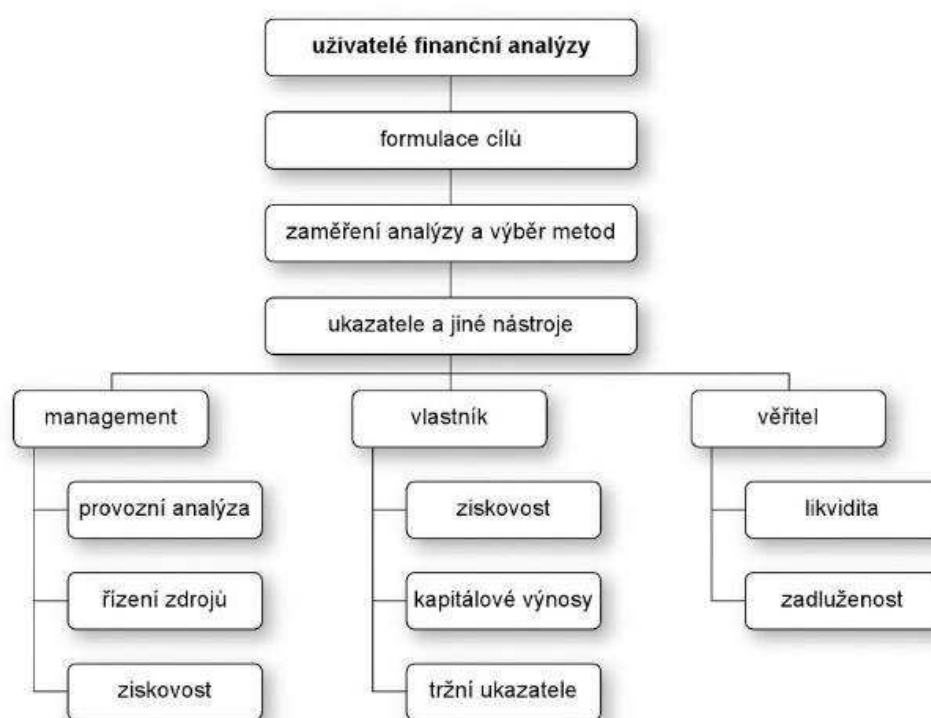 uživatelé finanční analýzy
formulace cílů
zaměření analýzy a výběr metod
ukazatele a jiné nástroje
management
vlastník
věřitel
provozní analýza
ziskovost
likvidita
řízení zdrojů
kapitálové výnosy
zadluženost
ziskovost
tržní ukazatele